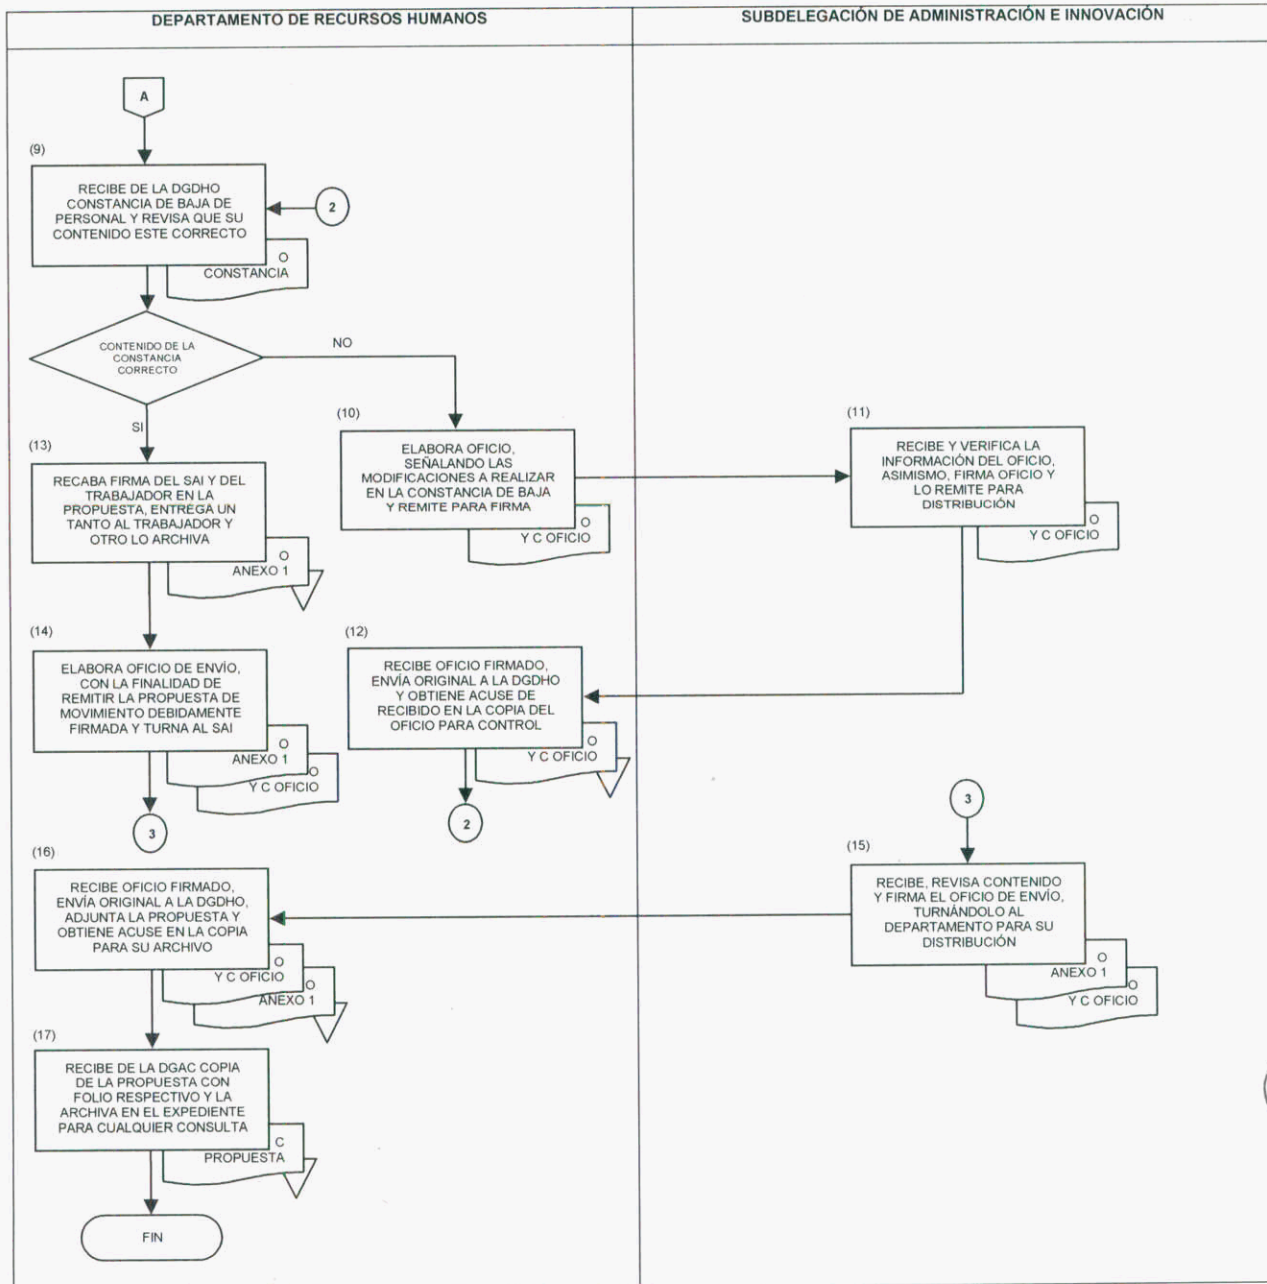 DEPARTAMENTO DE RECURSOS HUMANOS
SUBDELEGACIÓN DE ADMINISTRACIÓN E INNOVACIÓN
A
(9)
RECIBE DE LA DGDHO
CONSTANCIA DE BAJA DE
PERSONAL Y REVISA QUE SU
CONTENIDO ESTE CORRECTO
2
O
CONSTANCIA
CONTENIDO DE LA
CONSTANCIA
CORRECTO
NO
SI
(10)
ELABORA OFICIO,
SEÑALANDO LAS
MODIFICACIONES A REALIZAR
EN LA CONSTANCIA DE BAJA
Y REMITE PARA FIRMA
O
Y C OFICIO
(11)
RECIBE Y VERIFICA LA
INFORMACIÓN DEL OFICIO,
ASIMISMO, FIRMA OFICIO Y
LO REMITE PARA
DISTRIBUCIÓN
O
Y C OFICIO
(13)
RECABA FIRMA DEL SAI Y DEL
TRABAJADOR EN LA
PROPUESTA, ENTREGA UN
TANTO AL TRABAJADOR Y
OTRO LO ARCHIVA
O
ANEXO 1
(12)
RECIBE OFICIO FIRMADO,
ENVÍA ORIGINAL A LA DGDHO
Y OBTIENE ACUSE DE
RECIBIDO EN LA COPIA DEL
OFICIO PARA CONTROL
O
Y C OFICIO
2
(14)
ELABORA OFICIO DE ENVÍO,
CON LA FINALIDAD DE
REMITIR LA PROPUESTA DE
MOVIMIENTO DEBIDAMENTE
FIRMADA Y TURNA AL SAI
O
ANEXO 1
O
Y C OFICIO
3
3
(15)
RECIBE, REVISA CONTENIDO
Y FIRMA EL OFICIO DE ENVÍO,
TURNÁNDOLO AL
DEPARTAMENTO PARA SU
DISTRIBUCIÓN
O
ANEXO 1
O
Y C OFICIO
(16)
RECIBE OFICIO FIRMADO,
ENVÍA ORIGINAL A LA DGDHO,
ADJUNTA LA PROPUESTA Y
OBTIENE ACUSE EN LA COPIA
PARA SU ARCHIVO
O
Y C OFICIO
O
ANEXO 1
(17)
RECIBE DE LA DGAC COPIA
DE LA PROPUESTA CON
FOLIO RESPECTIVO Y LA
ARCHIVA EN EL EXPEDIENTE
PARA CUALQUIER CONSULTA
C
PROPUESTA
FIN